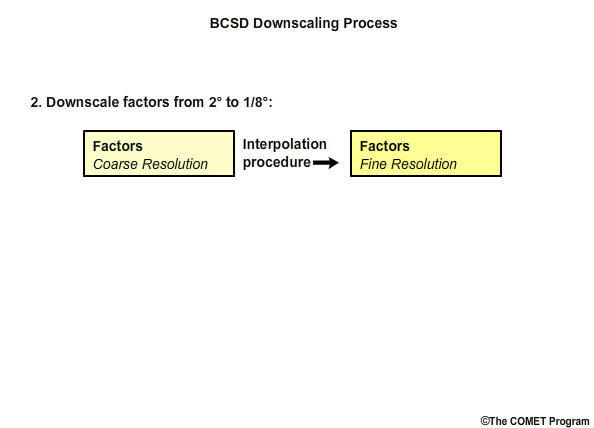 BCSD Downscaling Process
2. Downscale factors from 2° to 1/8°:
Factors
Coarse Resolution
Interpolation
procedure
Factors
Fine Resolution
©The COMET Program